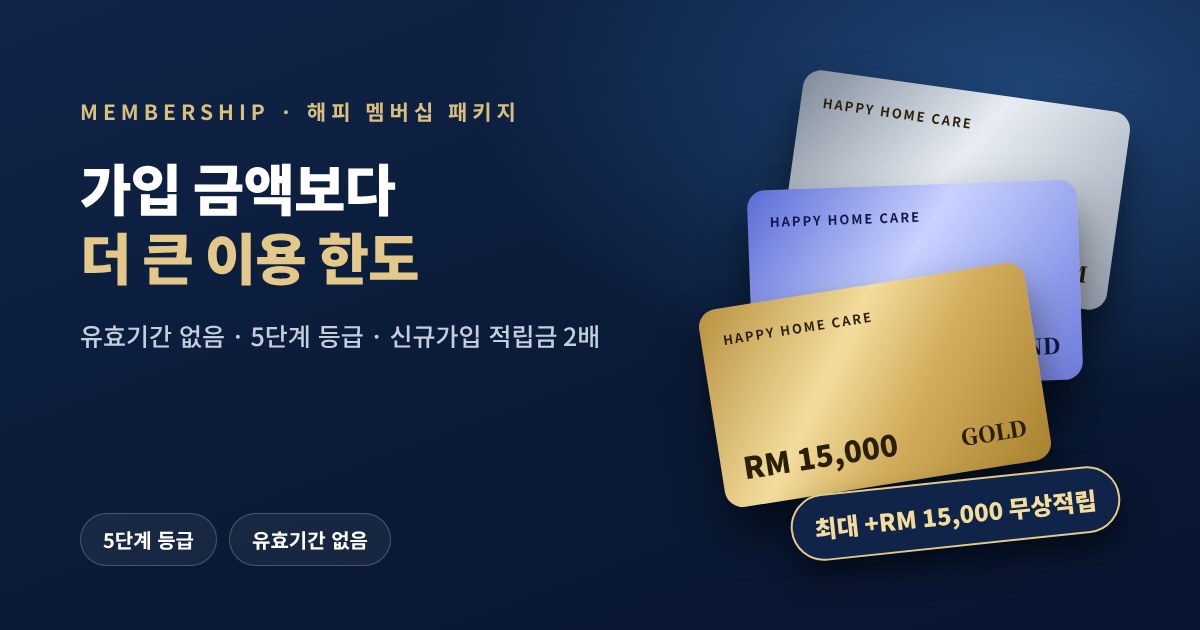 MEMBERSHIP · 해피 멤버십 패키지
가입 금액보다
더 큰 이용 한도
유효기간 없음 · 5단계 등급 · 신규가입 적립금 2배
5단계 등급
유효기간 없음
HAPPY HOME CARE
HAPPY HOME CARE
HAPPY HOME CARE
RM 15,000
GOLD
최대 +RM 15,000 무상적립